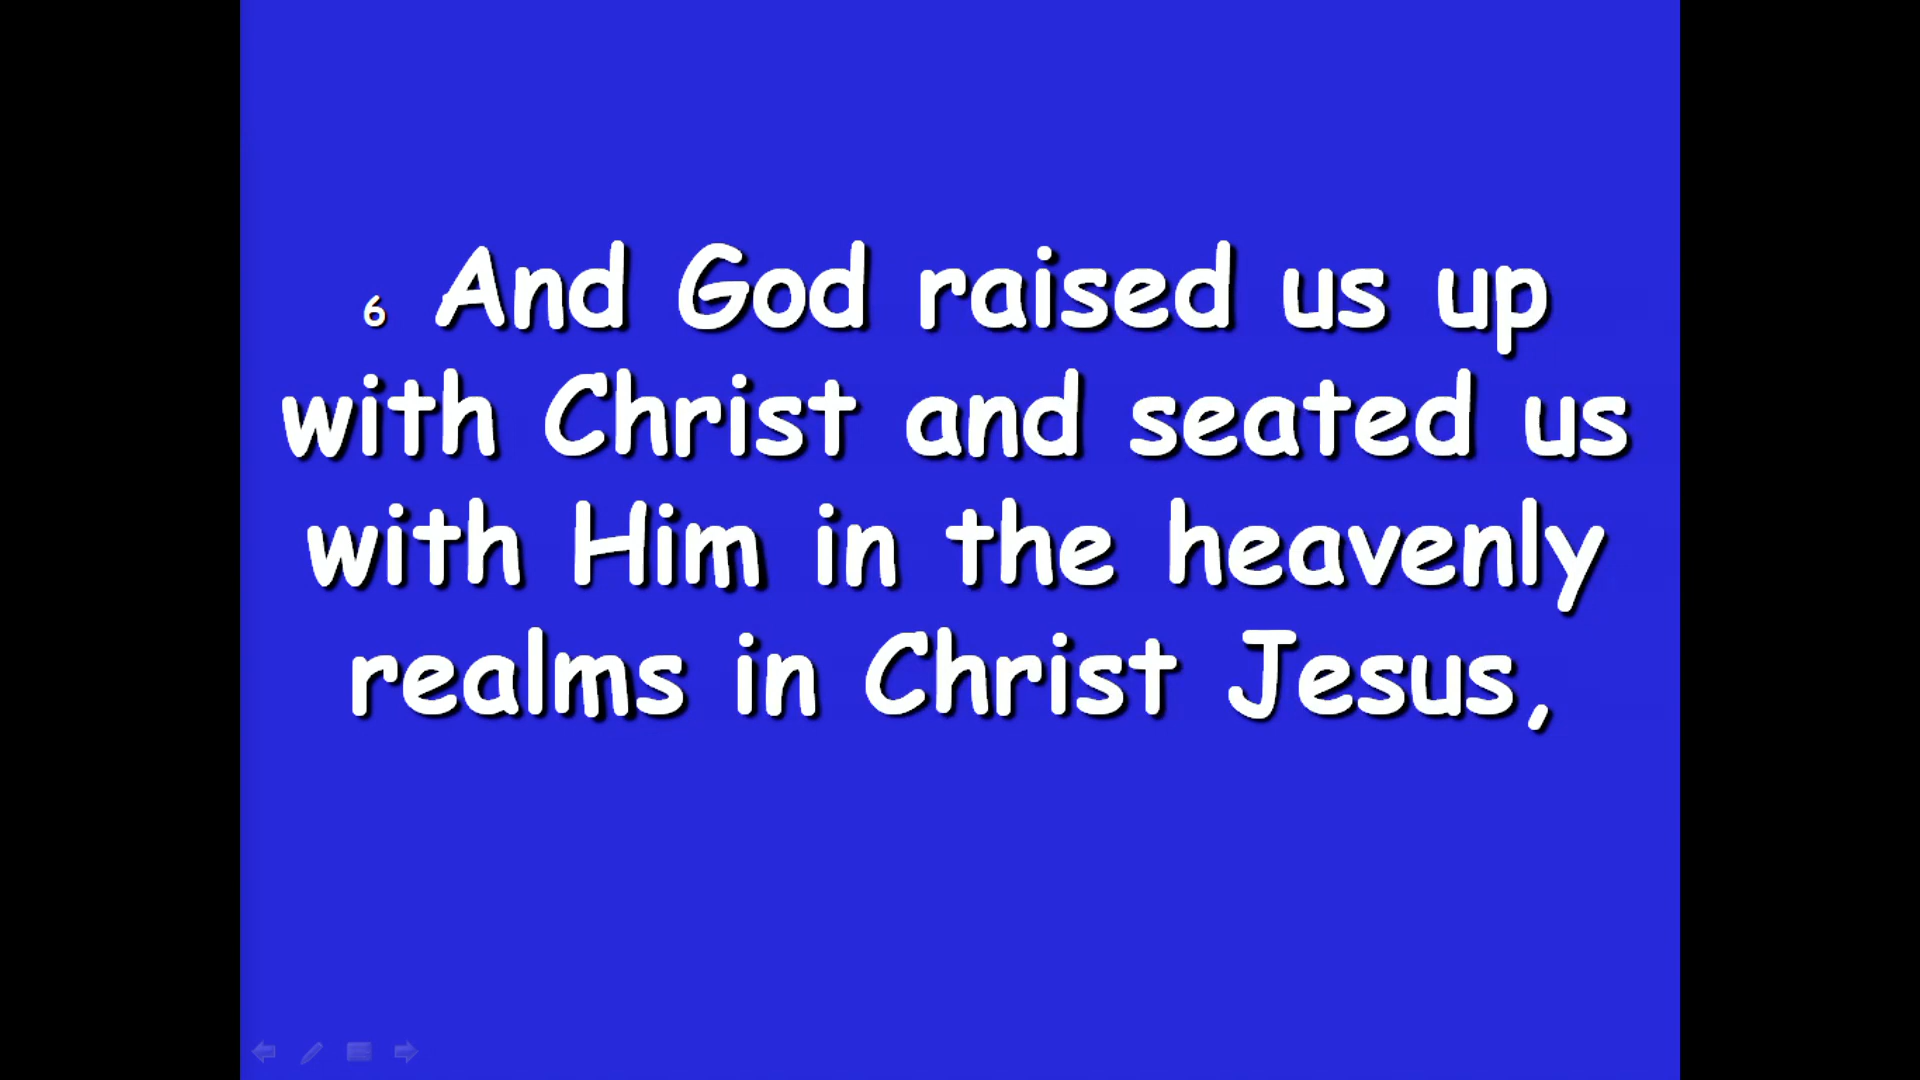 6 And God raised us up
with Christ and seated us
with Him in the heavenly
realms in Christ Jesus,